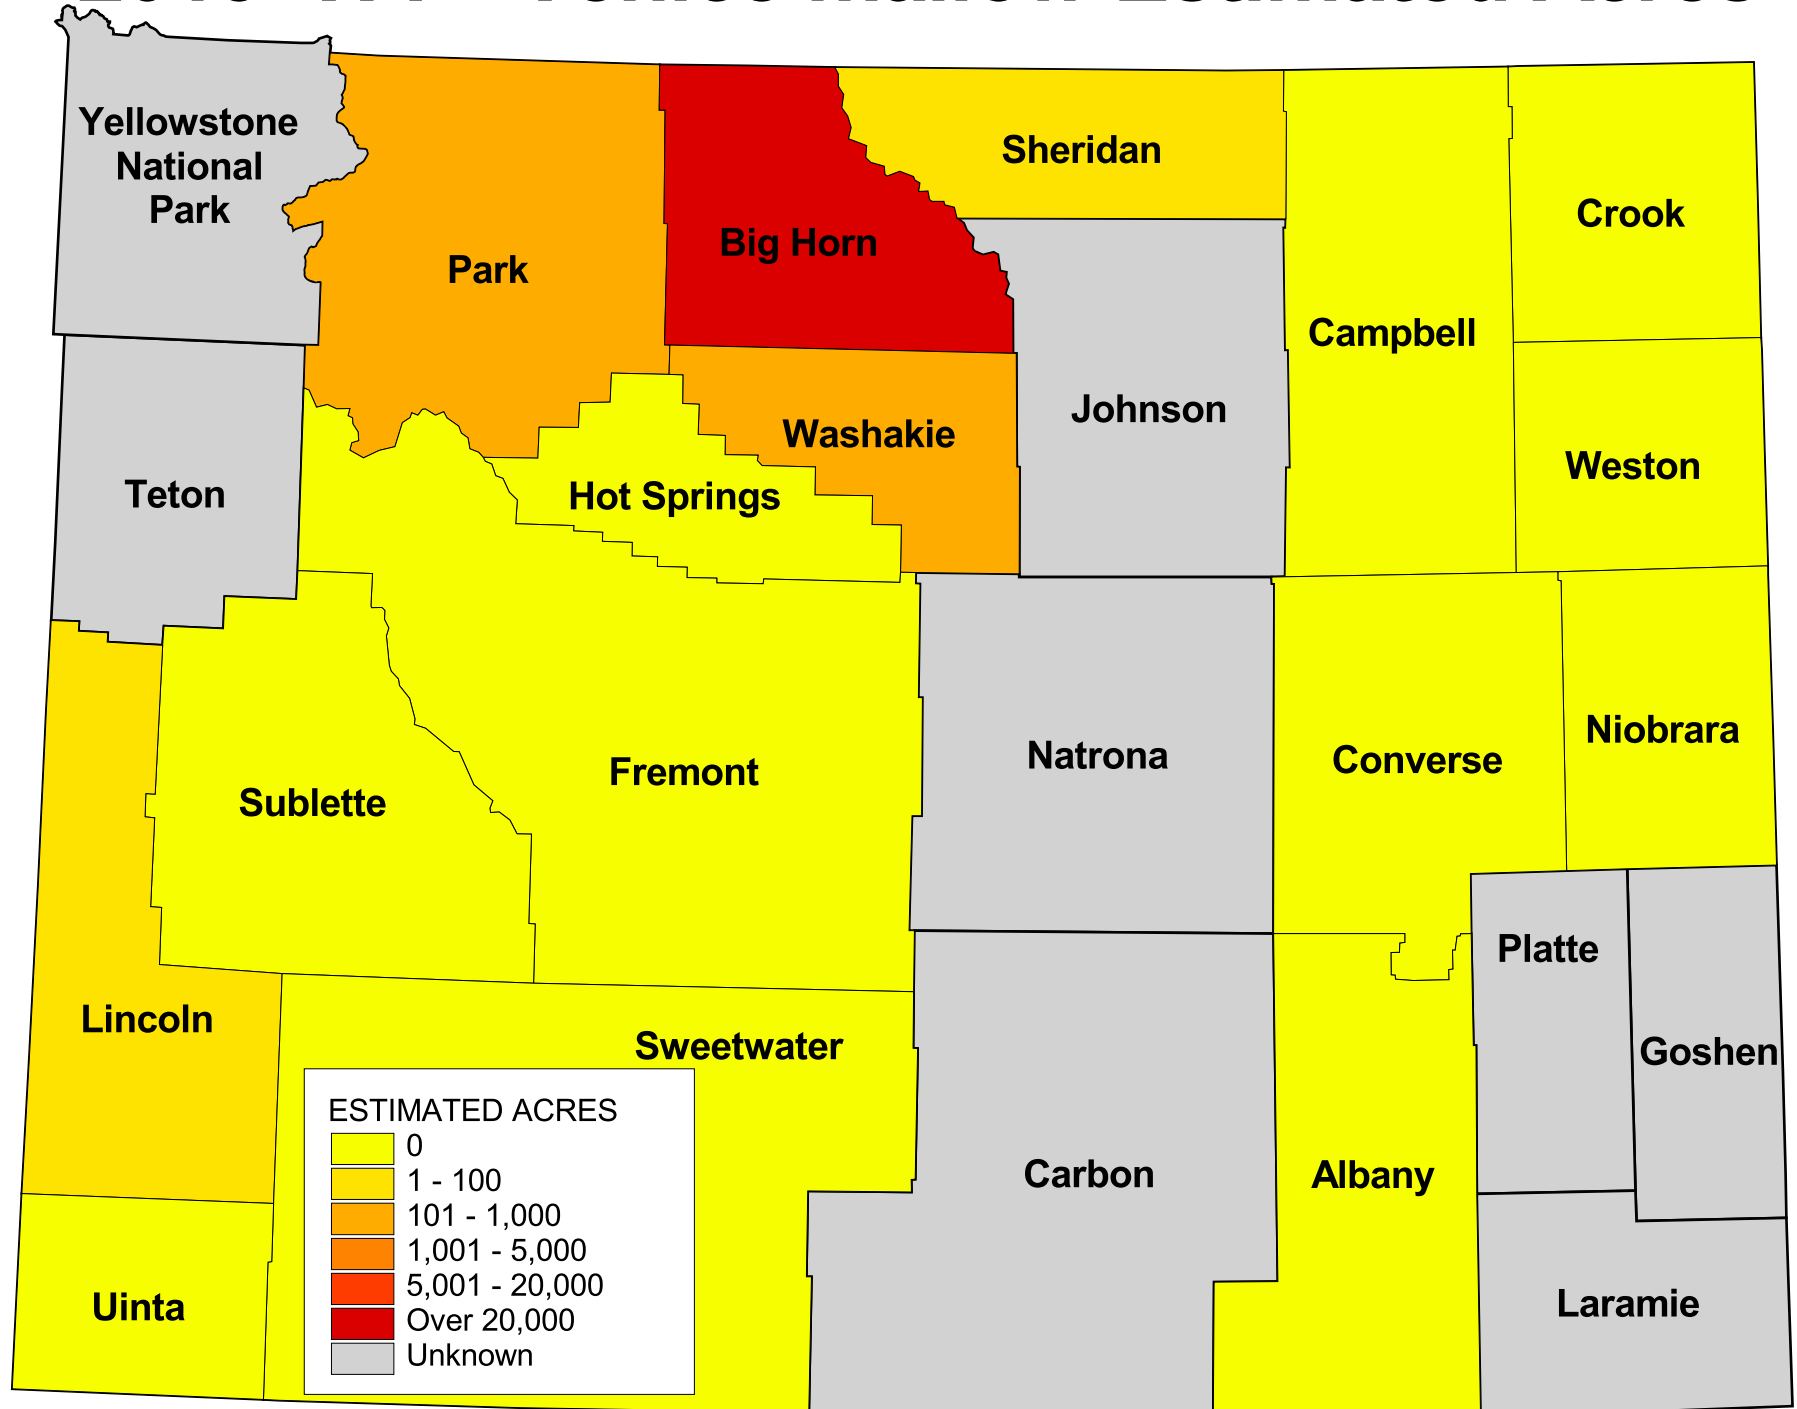 Yellowstone
National
Park
Park
Big Horn
Sheridan
Crook
Campbell
Johnson
Washakie
Hot Springs
Teton
Weston
Niobrara
Converse
Natrona
Fremont
Sublette
Platte
Lincoln
Sweetwater
Goshen
Carbon
Albany
Uinta
Laramie
ESTIMATED ACRES
0
1 - 100
101 - 1,000
1,001 - 5,000
5,001 - 20,000
Over 20,000
Unknown